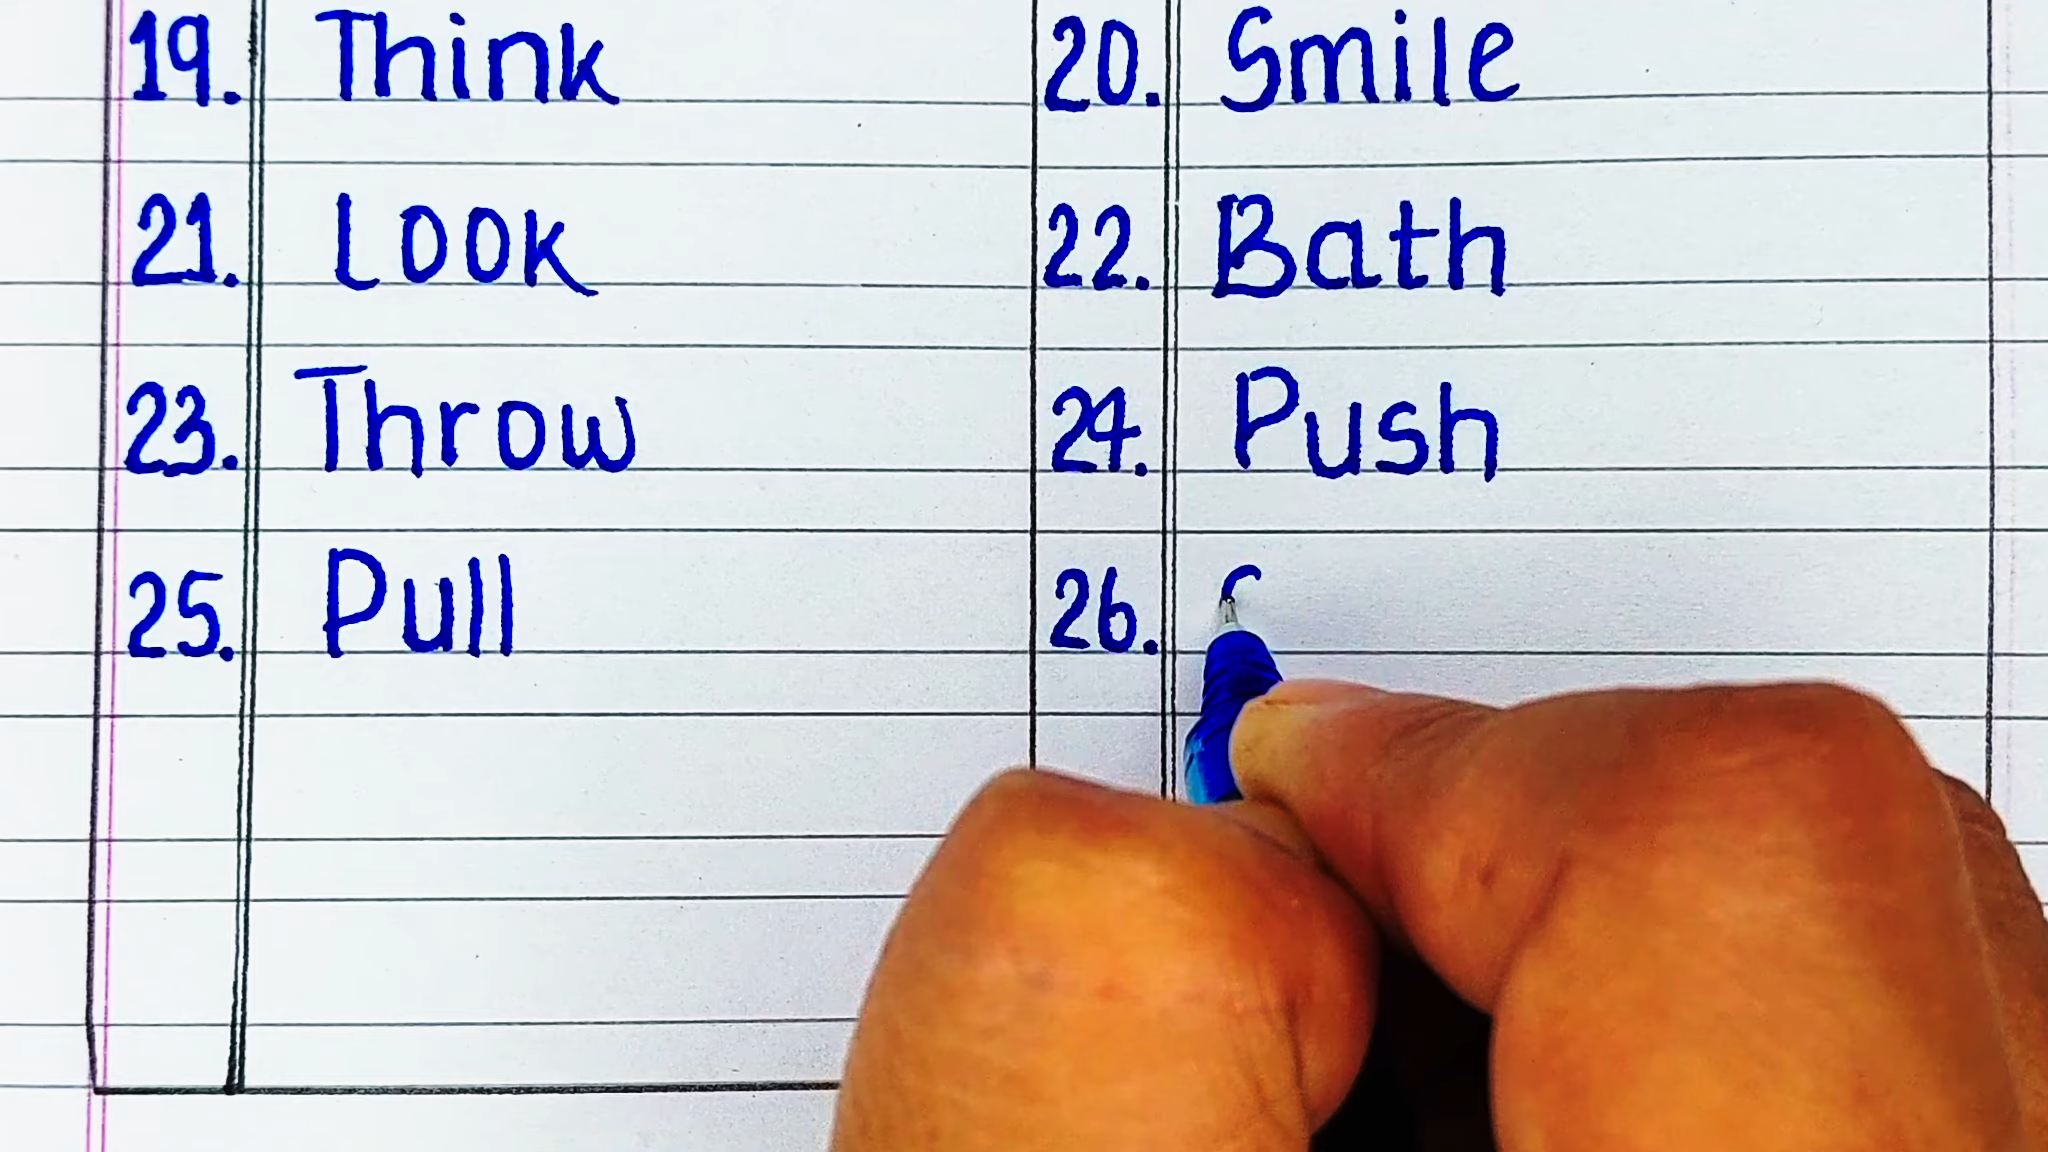 19. Think 20. Smile
21. Look 22. Bath
23. Throw 24. Push
25. Pull 26.